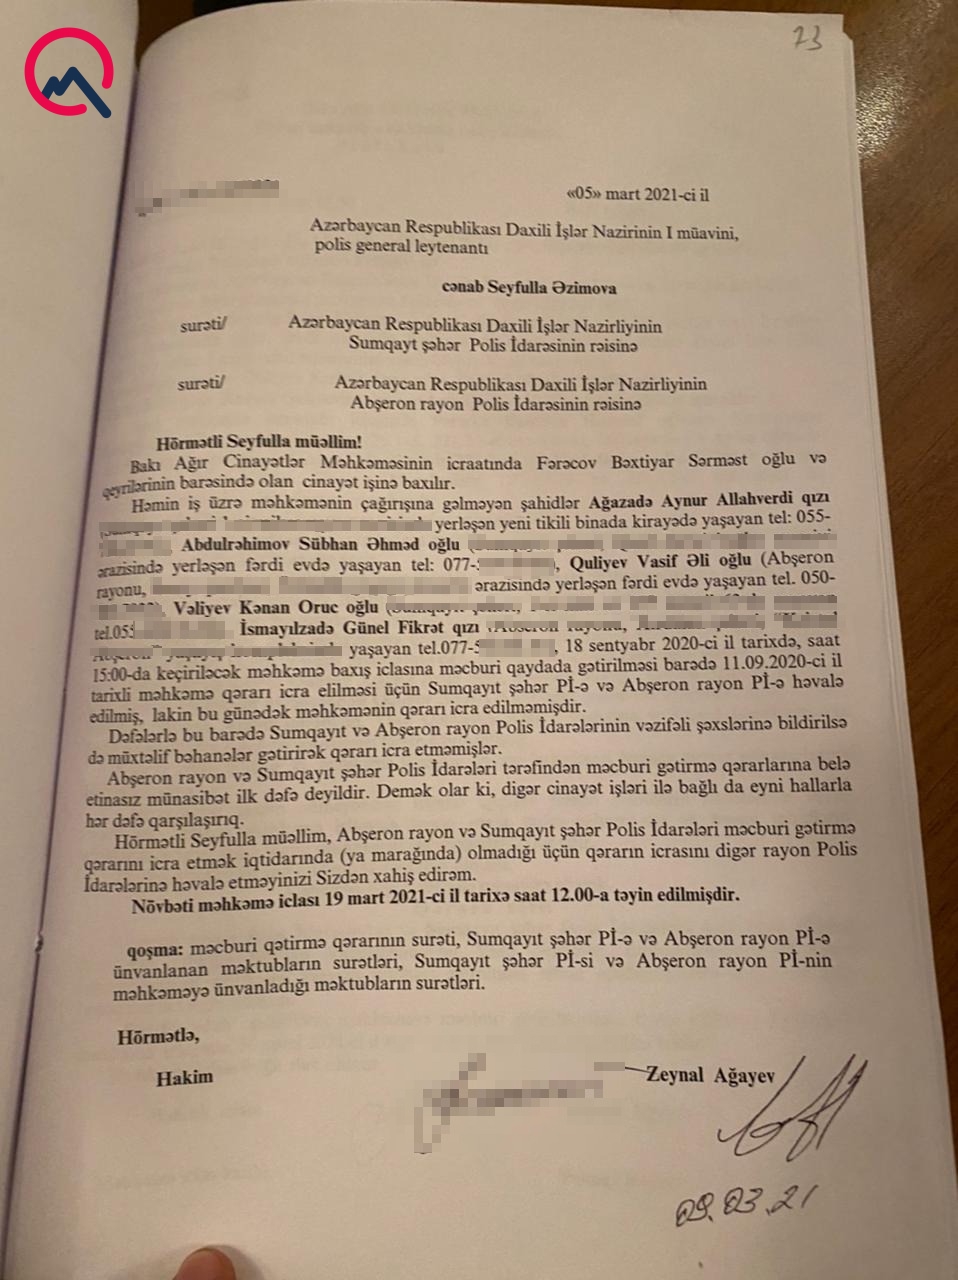 73
«05» mart 2021-ci il
Azərbaycan Respublikası Daxili İşlər Nazirinin I müavini,
polis general leytenantı
cənab Seyfulla Əzimova
surəti/ Azərbaycan Respublikası Daxili İşlər Nazirliyinin
Sumqayt şəhər Polis İdarəsinin rəisinə
surəti/ Azərbaycan Respublikası Daxili İşlər Nazirliyinin
Abşeron rayon Polis İdarəsinin rəisinə
Hörmətli Seyfulla müəllim!
Bakı Ağır Cinayətlər Məhkəməsinin icraatında Fərəcov Bəxtiyar Sərməst oğlu və
qeyrilərinin barəsində olan cinayət işinə baxılır.
Həmin iş üzrə məhkəmənin çağırışına gəlməyən şahidlər Ağazadə Aynur Allahverdi qızı
yerləşən yeni tikili binada kirayədə yaşayan tel: 055-
Abdulrəhimov Sübhan Əhməd oğlu
ərazisində yerləşən fərdi evdə yaşayan tel: 077- , Quliyev Vasif Əli oğlu (Abşeron
rayonu, ərazisində yerləşən fərdi evdə yaşayan tel. 050-
, Vəliyev Kənan Oruc oğlu
tel.055 İsmayılzadə Günel Fikrət qızı
yaşayan tel.077-5 , 18 sentyabr 2020-ci il tarixdə, saat
15:00-da keçiriləcək məhkəmə baxış iclasına məcburi qaydada gətirilməsi barədə 11.09.2020-ci il
tarixli məhkəmə qərarı icra elilməsi üçün Sumqayıt şəhər Pİ-ə və Abşeron rayon Pİ-ə həvalə
edilmiş, lakin bu günədək məhkəmənin qərarı icra edilməmişdir.
Dəfələrlə bu barədə Sumqayıt və Abşeron rayon Polis İdarələrinin vəzifəli şəxslərinə bildirilsə
də müxtəlif bəhanələr gətirirək qərarı icra etməmişlər.
Abşeron rayon və Sumqayıt şəhər Polis İdarələri tərəfindən məcburi gətirmə qərarlarına belə
etinasız münasibət ilk dəfə deyildir. Demək olar ki, digər cinayət işləri ilə bağlı da eyni hallarla
hər dəfə qarşılaşırıq.
Hörmətli Seyfulla müəllim, Abşeron rayon və Sumqayıt şəhər Polis İdarələri məcburi gətirmə
qərarını icra etmək iqtidarında (ya marağında) olmadığı üçün qərarın icrasını digər rayon Polis
İdarələrinə həvalə etməyinizi Sizdən xahiş edirəm.
Növbəti məhkəmə iclası 19 mart 2021-ci il tarixə saat 12.00-a təyin edilmişdir.
qoşma: məcburi qətirmə qərarının surəti, Sumqayıt şəhər Pİ-ə və Abşeron rayon Pİ-ə
ünvanlanan məktubların surətləri, Sumqayıt şəhər Pİ-si və Abşeron rayon Pİ-nin
məhkəməyə ünvanladığı məktubların surətləri.
Hörmətlə,
Hakim Zeynal Ağayev
09.03.21